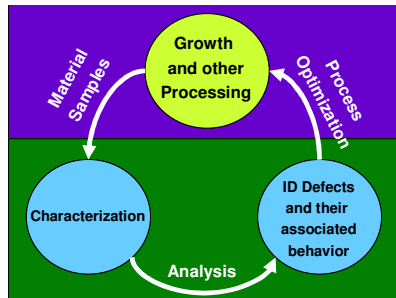 Growth
and other
Processing
Material
Samples
Process
Optimization
Characterization
ID Defects
and their
associated
behavior
Analysis